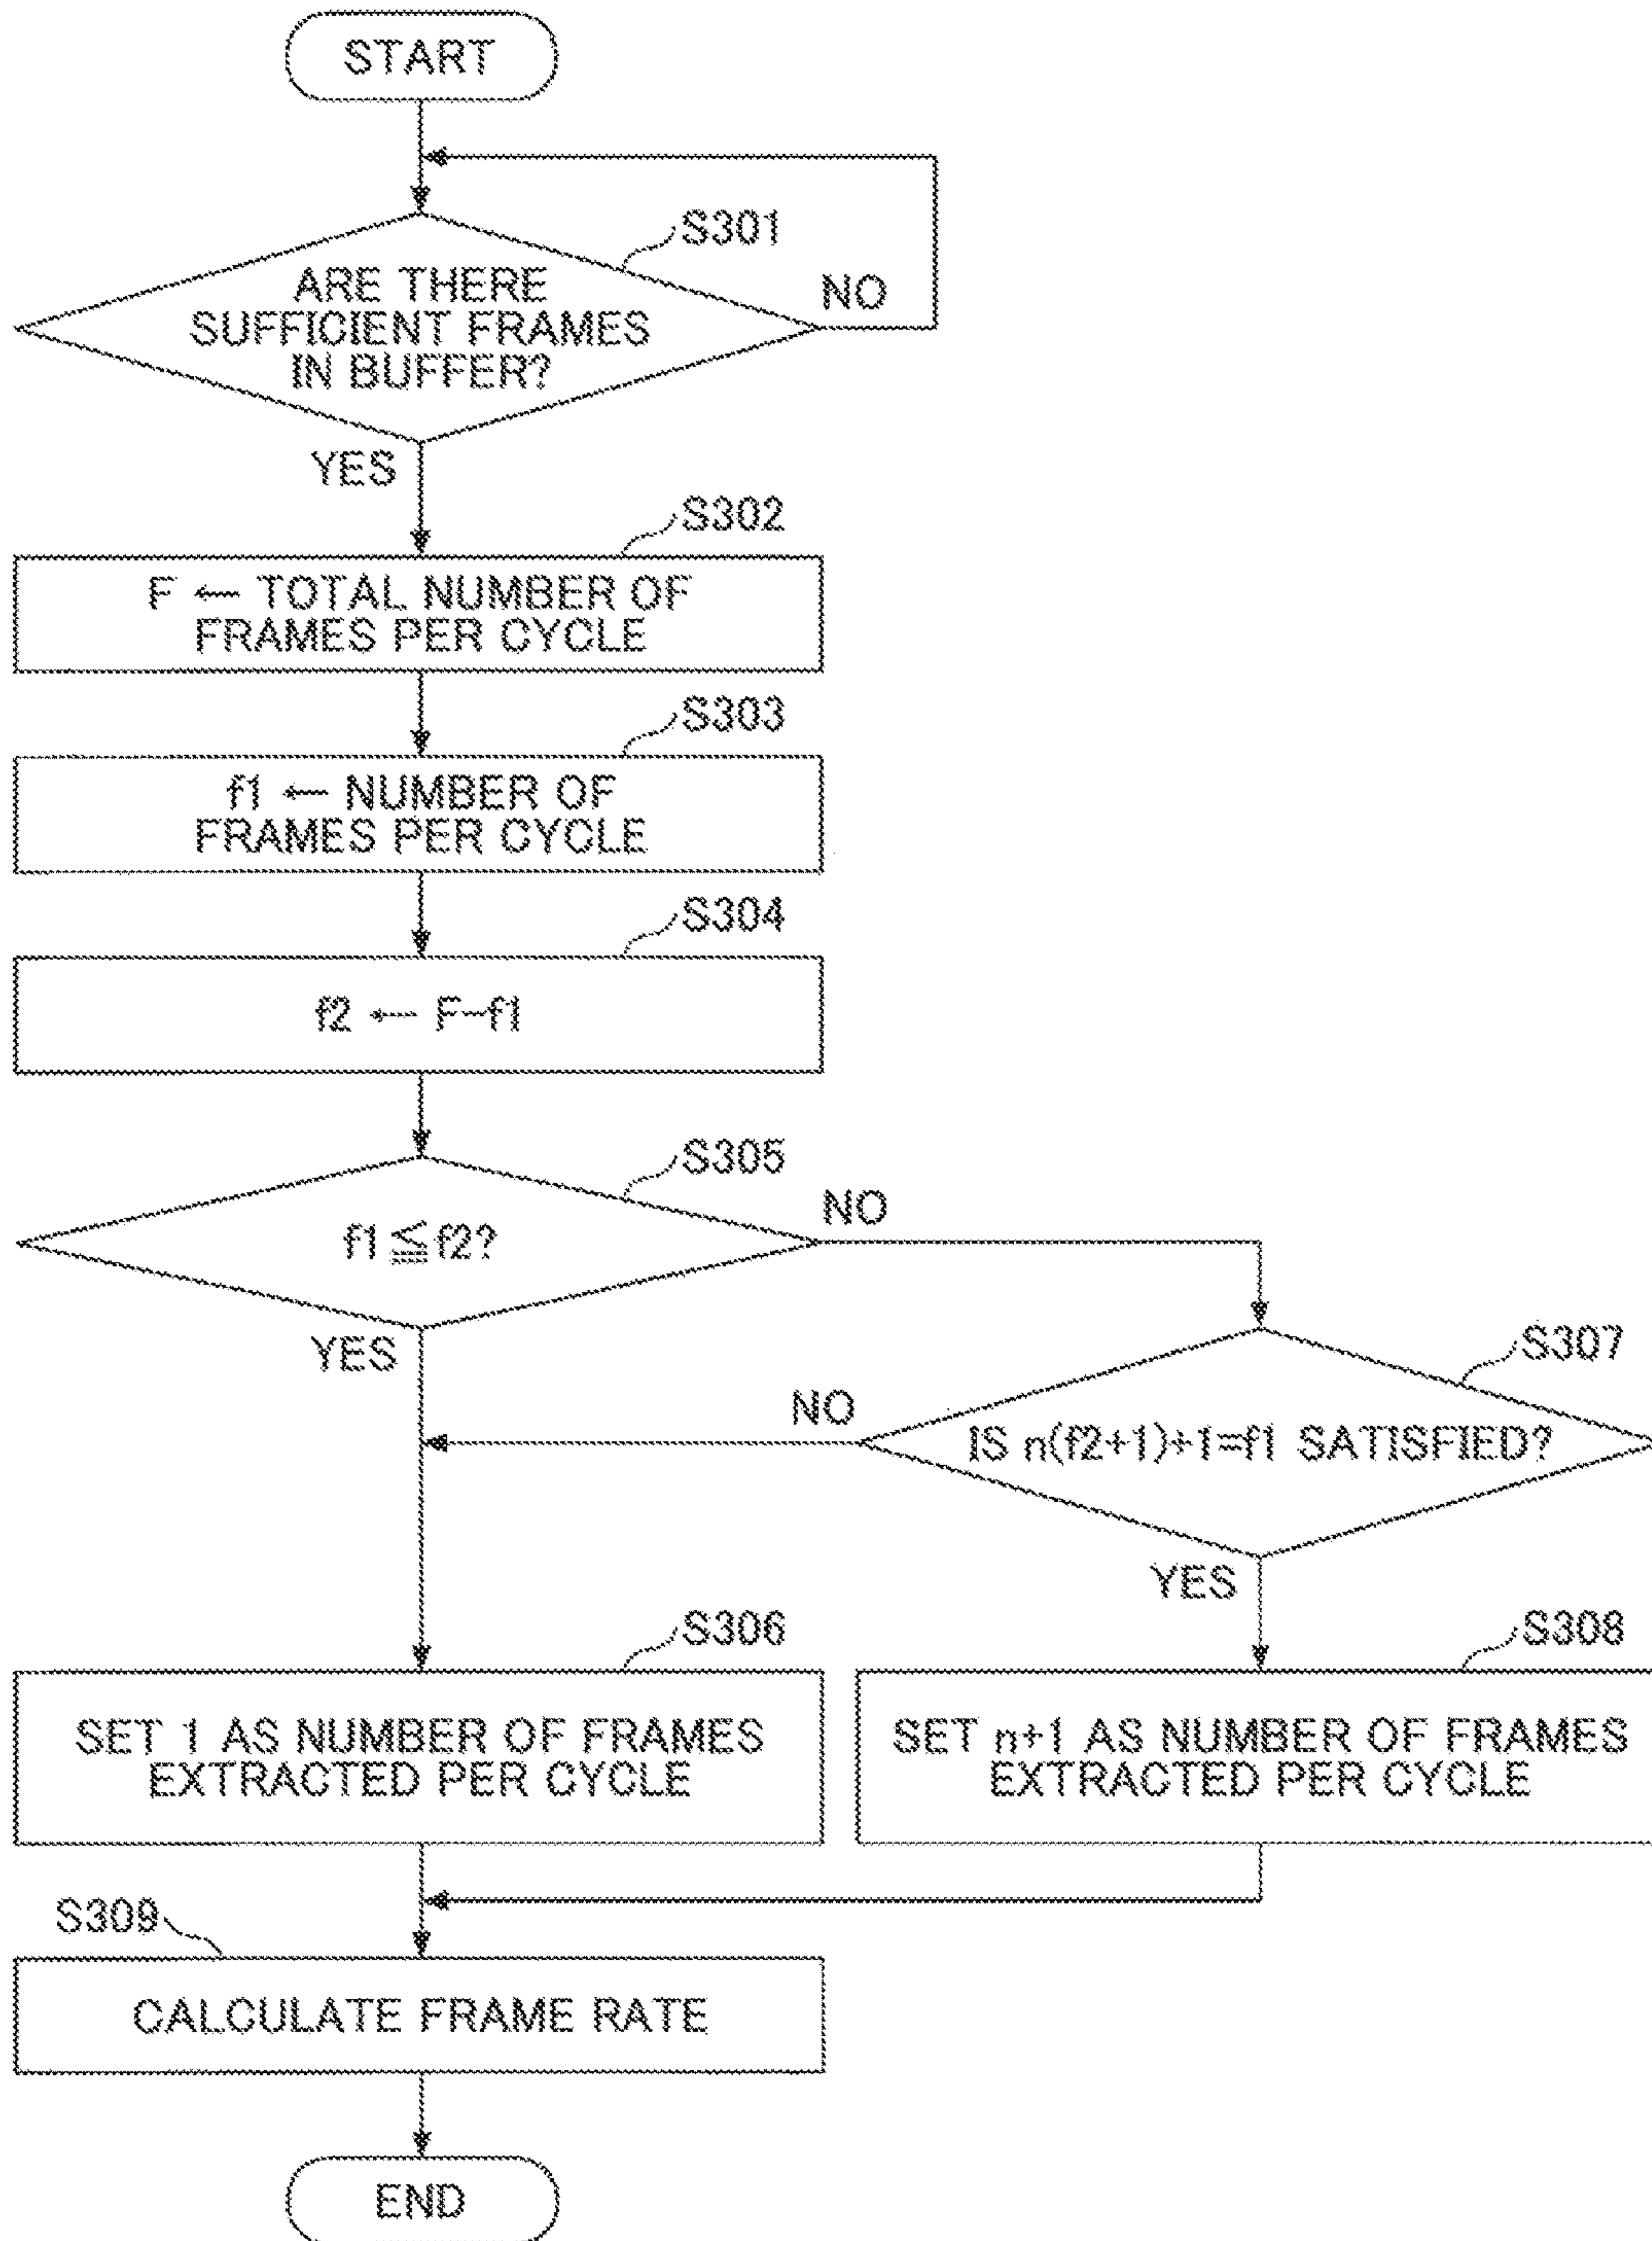 START
S301
ARE THERE
SUFFICIENT FRAMES
IN BUFFER?
NO
YES
S302
F ← TOTAL NUMBER OF
FRAMES PER CYCLE
S303
f1 ← NUMBER OF
FRAMES PER CYCLE
S304
f2 ← F−f1
S305
f1≦f2?
NO
YES
S307
NO
IS n(f2+1)+1=f1 SATISFIED?
YES
S306
SET 1 AS NUMBER OF FRAMES
EXTRACTED PER CYCLE
S308
SET n+1 AS NUMBER OF FRAMES
EXTRACTED PER CYCLE
S309
CALCULATE FRAME RATE
END